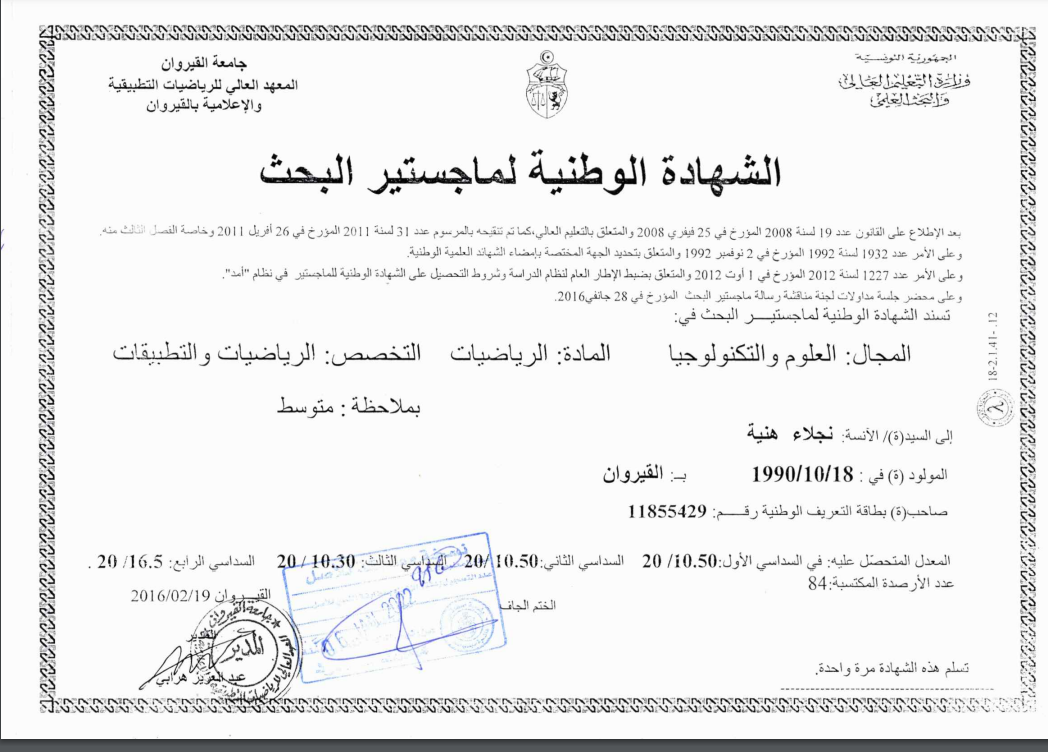 الجمهورية التونسية
وزارة التعليم العالي
والبحث العلمي
جامعة القيروان
المعهد العالي للرياضيات التطبيقية
والإعلامية بالقيروان
الشهادة الوطنية لماجستير البحث
بعد الإطلاع على القانون عدد 19 لسنة 2008 المؤرخ في 25 فيفري 2008 والمتعلق بالتعليم العالي،كما تم تنقيحه بالمرسوم عدد 31 لسنة 2011 المؤرخ في 26 أفريل 2011 وخاصة الفصل الثالث منه.
وعلى الأمر عدد 1932 لسنة 1992 المؤرخ في 2 نوفمبر 1992 والمتعلق بتحديد الجهة المختصة بإمضاء الشهائد العلمية الوطنية.
وعلى الأمر عدد 1227 لسنة 2012 المؤرخ في 1 أوت 2012 والمتعلق بضبط الإطار العام لنظام الدراسة وشروط التحصيل على الشهادة الوطنية للماجستير في نظام "أمد".
وعلى محضر جلسة مداولات لجنة مناقشة رسالة ماجستير البحث المؤرخ في 28 جانفي2016.
تسند الشهادة الوطنية لماجستيـــر البحث في:
المجال: العلوم والتكنولوجيا المادة: الرياضيات التخصص: الرياضيات والتطبيقات
بملاحظة : متوسط
إلى السيد(ة)/ الآنسة: نجلاء هنية
المولود (ة) في : 1990/10/18 بـ: القيروان
صاحب(ة) بطاقة التعريف الوطنية رقـــــم: 11855429
المعدل المتحصّل عليه: في السداسي الأول:10.50/ 20 السداسي الثاني:10.50 /20 السداسي الثالث: 10.30 / 20 السداسي الرابع: 16.5/ 20 .
عدد الأرصدة المكتسبة:84
القيـــروان 2016/02/19
الختم الجاف
المدير
عبد العزيز هرابي
تسلم هذه الشهادة مرة واحدة.
18-2.1.41-. 12